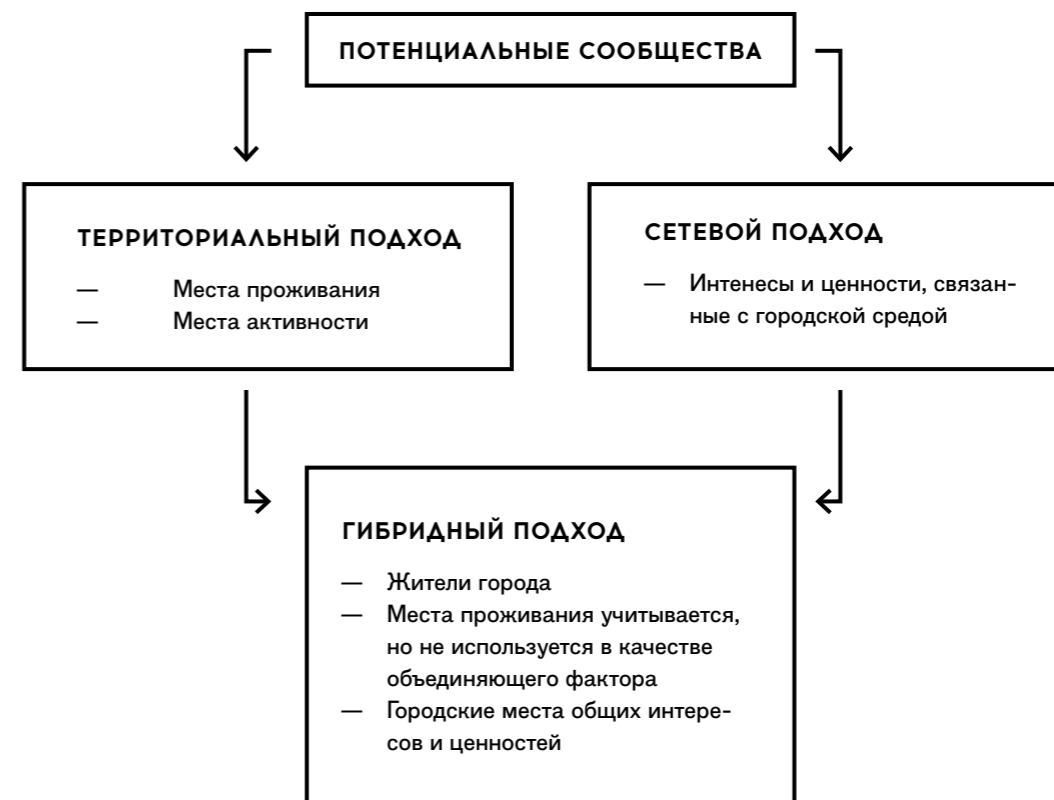 ПОТЕНЦИАЛЬНЫЕ СООБЩЕСТВА
ТЕРРИТОРИАЛЬНЫЙ ПОДХОД
— Места проживания
— Места активности
СЕТЕВОЙ ПОДХОД
— Интенесы и ценности, связан-
ные с городской средой
ГИБРИДНЫЙ ПОДХОД
— Жители города
— Места проживания учитывается,
но не используется в качестве
объединяющего фактора
— Городские места общих интере-
сов и ценностей